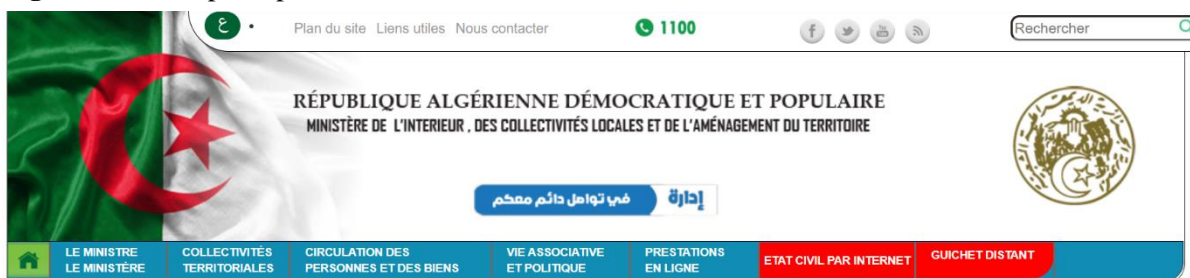 ع
Plan du site Liens utiles Nous contacter
1100
Rechercher
RÉPUBLIQUE ALGÉRIENNE DÉMOCRATIQUE ET POPULAIRE
MINISTÈRE DE L'INTERIEUR , DES COLLECTIVITÉS LOCALES ET DE L'AMÉNAGEMENT DU TERRITOIRE
إدارة في تواصل دائم معكم
LE MINISTRE
LE MINISTÉRE
COLLECTIVITÉS
TERRITORIALES
CIRCULATION DES
PERSONNES ET DES BIENS
VIE ASSOCIATIVE
ET POLITIQUE
PRESTATIONS
EN LIGNE
ETAT CIVIL PAR INTERNET
GUICHET DISTANT